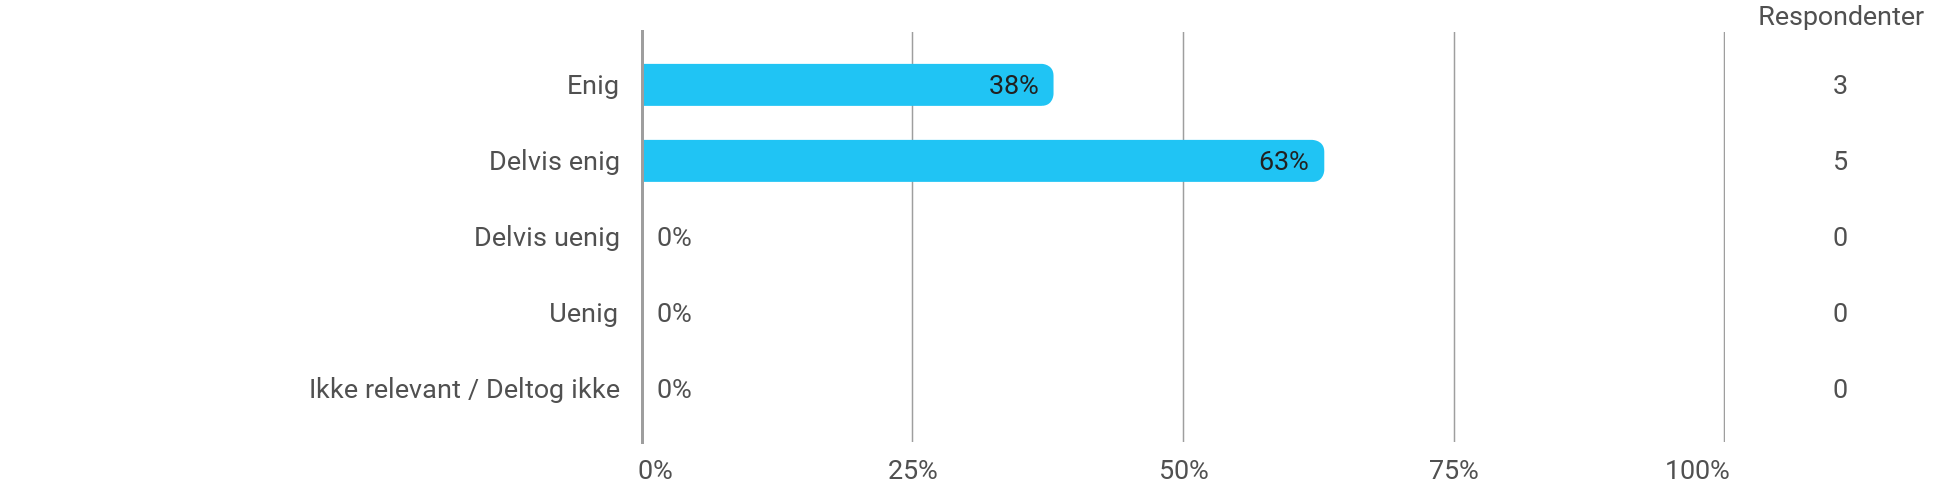 Respondenter
Enig 38% 3
Delvis enig 63% 5
Delvis uenig 0% 0
Uenig 0% 0
Ikke relevant / Deltog ikke 0% 0
0% 25% 50% 75% 100%